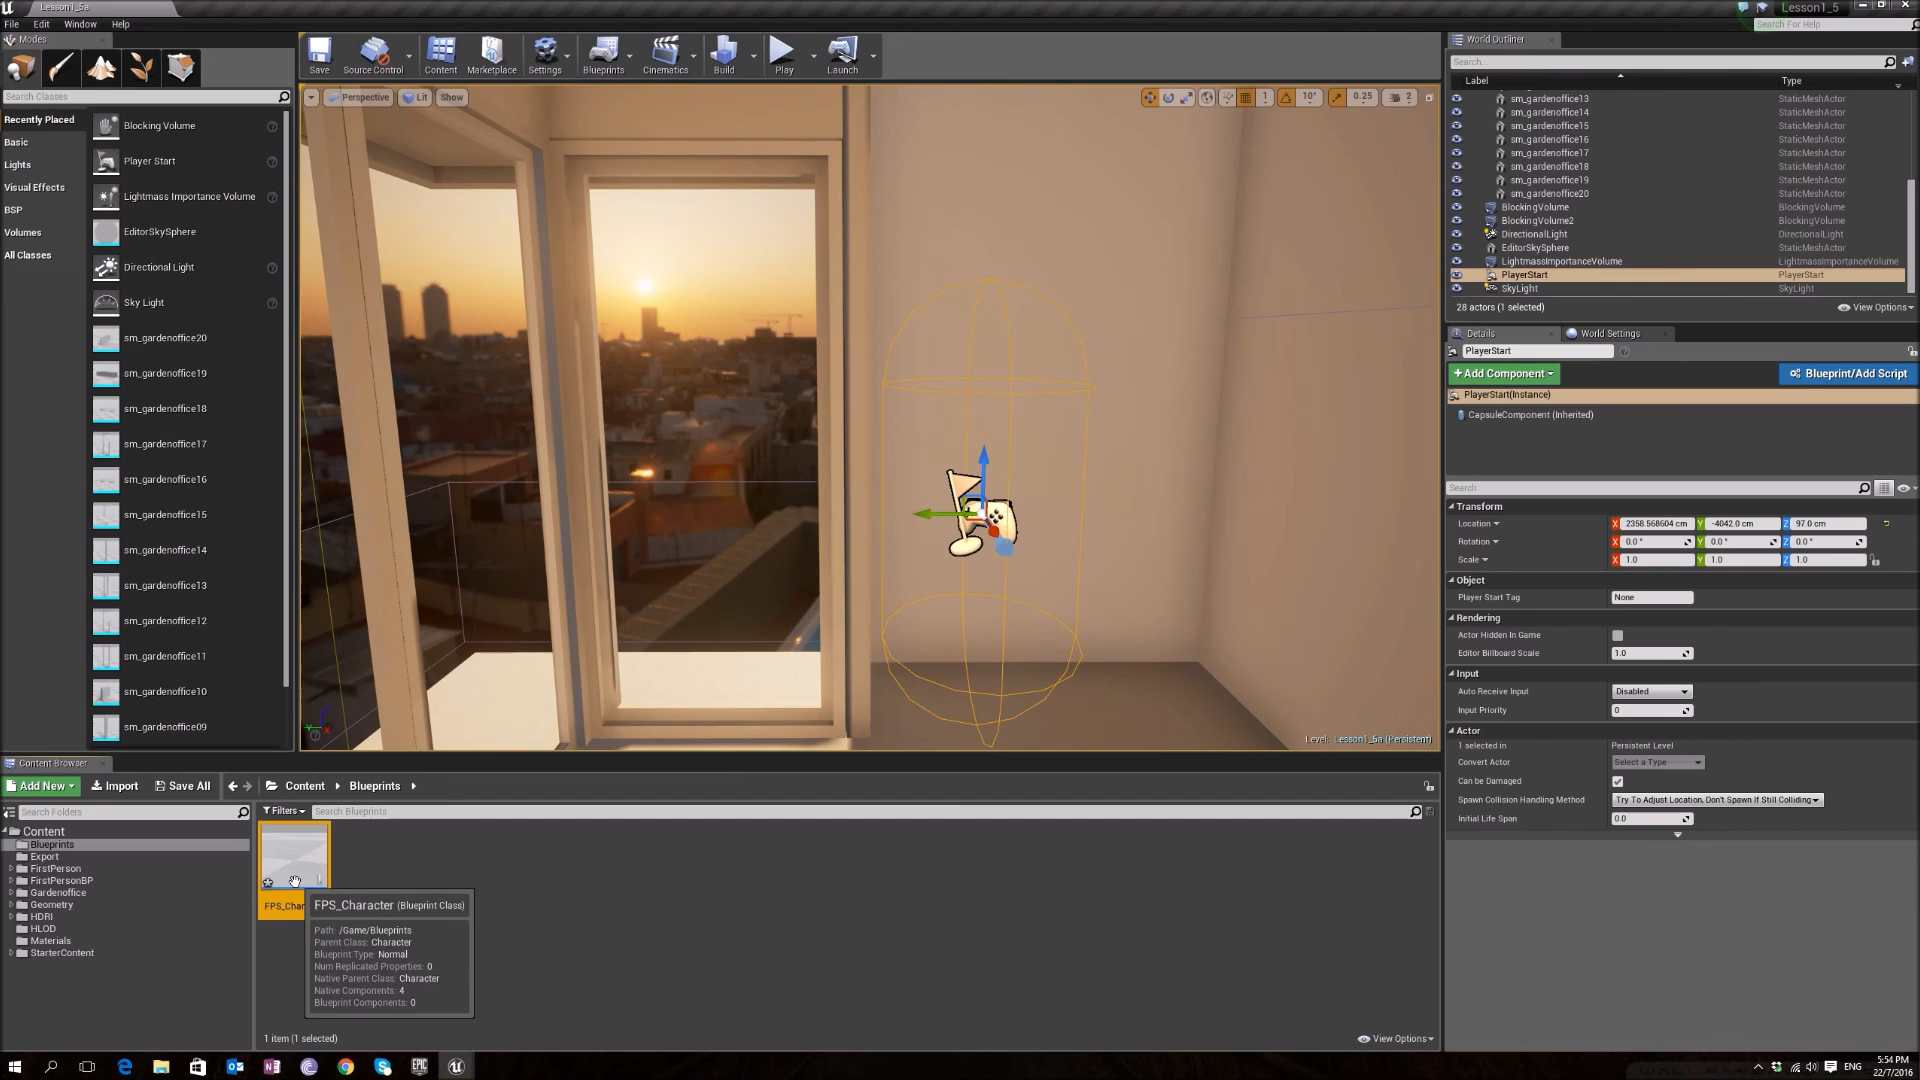 Lesson1_5a
Lesson1_5
File Edit Window Help
Search For Help
Modes
Search Classes
Recently Placed
Basic
Lights
Visual Effects
BSP
Volumes
All Classes
Blocking Volume
Player Start
Lightmass Importance Volume
EditorSkySphere
Directional Light
Sky Light
sm_gardenoffice20
sm_gardenoffice19
sm_gardenoffice18
sm_gardenoffice17
sm_gardenoffice16
sm_gardenoffice15
sm_gardenoffice14
sm_gardenoffice13
sm_gardenoffice12
sm_gardenoffice11
sm_gardenoffice10
sm_gardenoffice09
Save Source Control Content Marketplace Settings Blueprints Cinematics Build Play Launch
Perspective Lit Show
1 10° 0.25 2
Level: Lesson1_5a (Persistent)
World Outliner
Search...
Label Type
sm_gardenoffice13 StaticMeshActor
sm_gardenoffice14 StaticMeshActor
sm_gardenoffice15 StaticMeshActor
sm_gardenoffice16 StaticMeshActor
sm_gardenoffice17 StaticMeshActor
sm_gardenoffice18 StaticMeshActor
sm_gardenoffice19 StaticMeshActor
sm_gardenoffice20 StaticMeshActor
BlockingVolume BlockingVolume
BlockingVolume2 BlockingVolume
DirectionalLight DirectionalLight
EditorSkySphere StaticMeshActor
LightmassImportanceVolume LightmassImportanceVolume
PlayerStart PlayerStart
SkyLight SkyLight
28 actors (1 selected) View Options
Details World Settings
PlayerStart
+Add Component Blueprint/Add Script
PlayerStart(Instance)
CapsuleComponent (Inherited)
Search
Transform
Location X 2358.568604 cm Y -4042.0 cm Z 97.0 cm
Rotation X 0.0° Y 0.0° Z 0.0°
Scale X 1.0 Y 1.0 Z 1.0
Object
Player Start Tag None
Rendering
Actor Hidden In Game
Editor Billboard Scale 1.0
Input
Auto Receive Input Disabled
Input Priority 0
Actor
1 selected in Persistent Level
Convert Actor Select a Type
Can be Damaged
Spawn Collision Handling Method Try To Adjust Location, Don't Spawn If Still Colliding
Initial Life Span 0.0
Content Browser
Add New Import Save All Content Blueprints
Search Folders
Filters Search Blueprints
Content
Blueprints
Export
FirstPerson
FirstPersonBP
Gardenoffice
Geometry
HDRI
HLOD
Materials
StarterContent
FPS_Char
FPS_Character (Blueprint Class)
Path: /Game/Blueprints
Parent Class: Character
Blueprint Type: Normal
Num Replicated Properties: 0
Native Parent Class: Character
Native Components: 4
Blueprint Components: 0
1 item (1 selected) View Options
EPIC
ENG
5:54 PM
22/7/2016